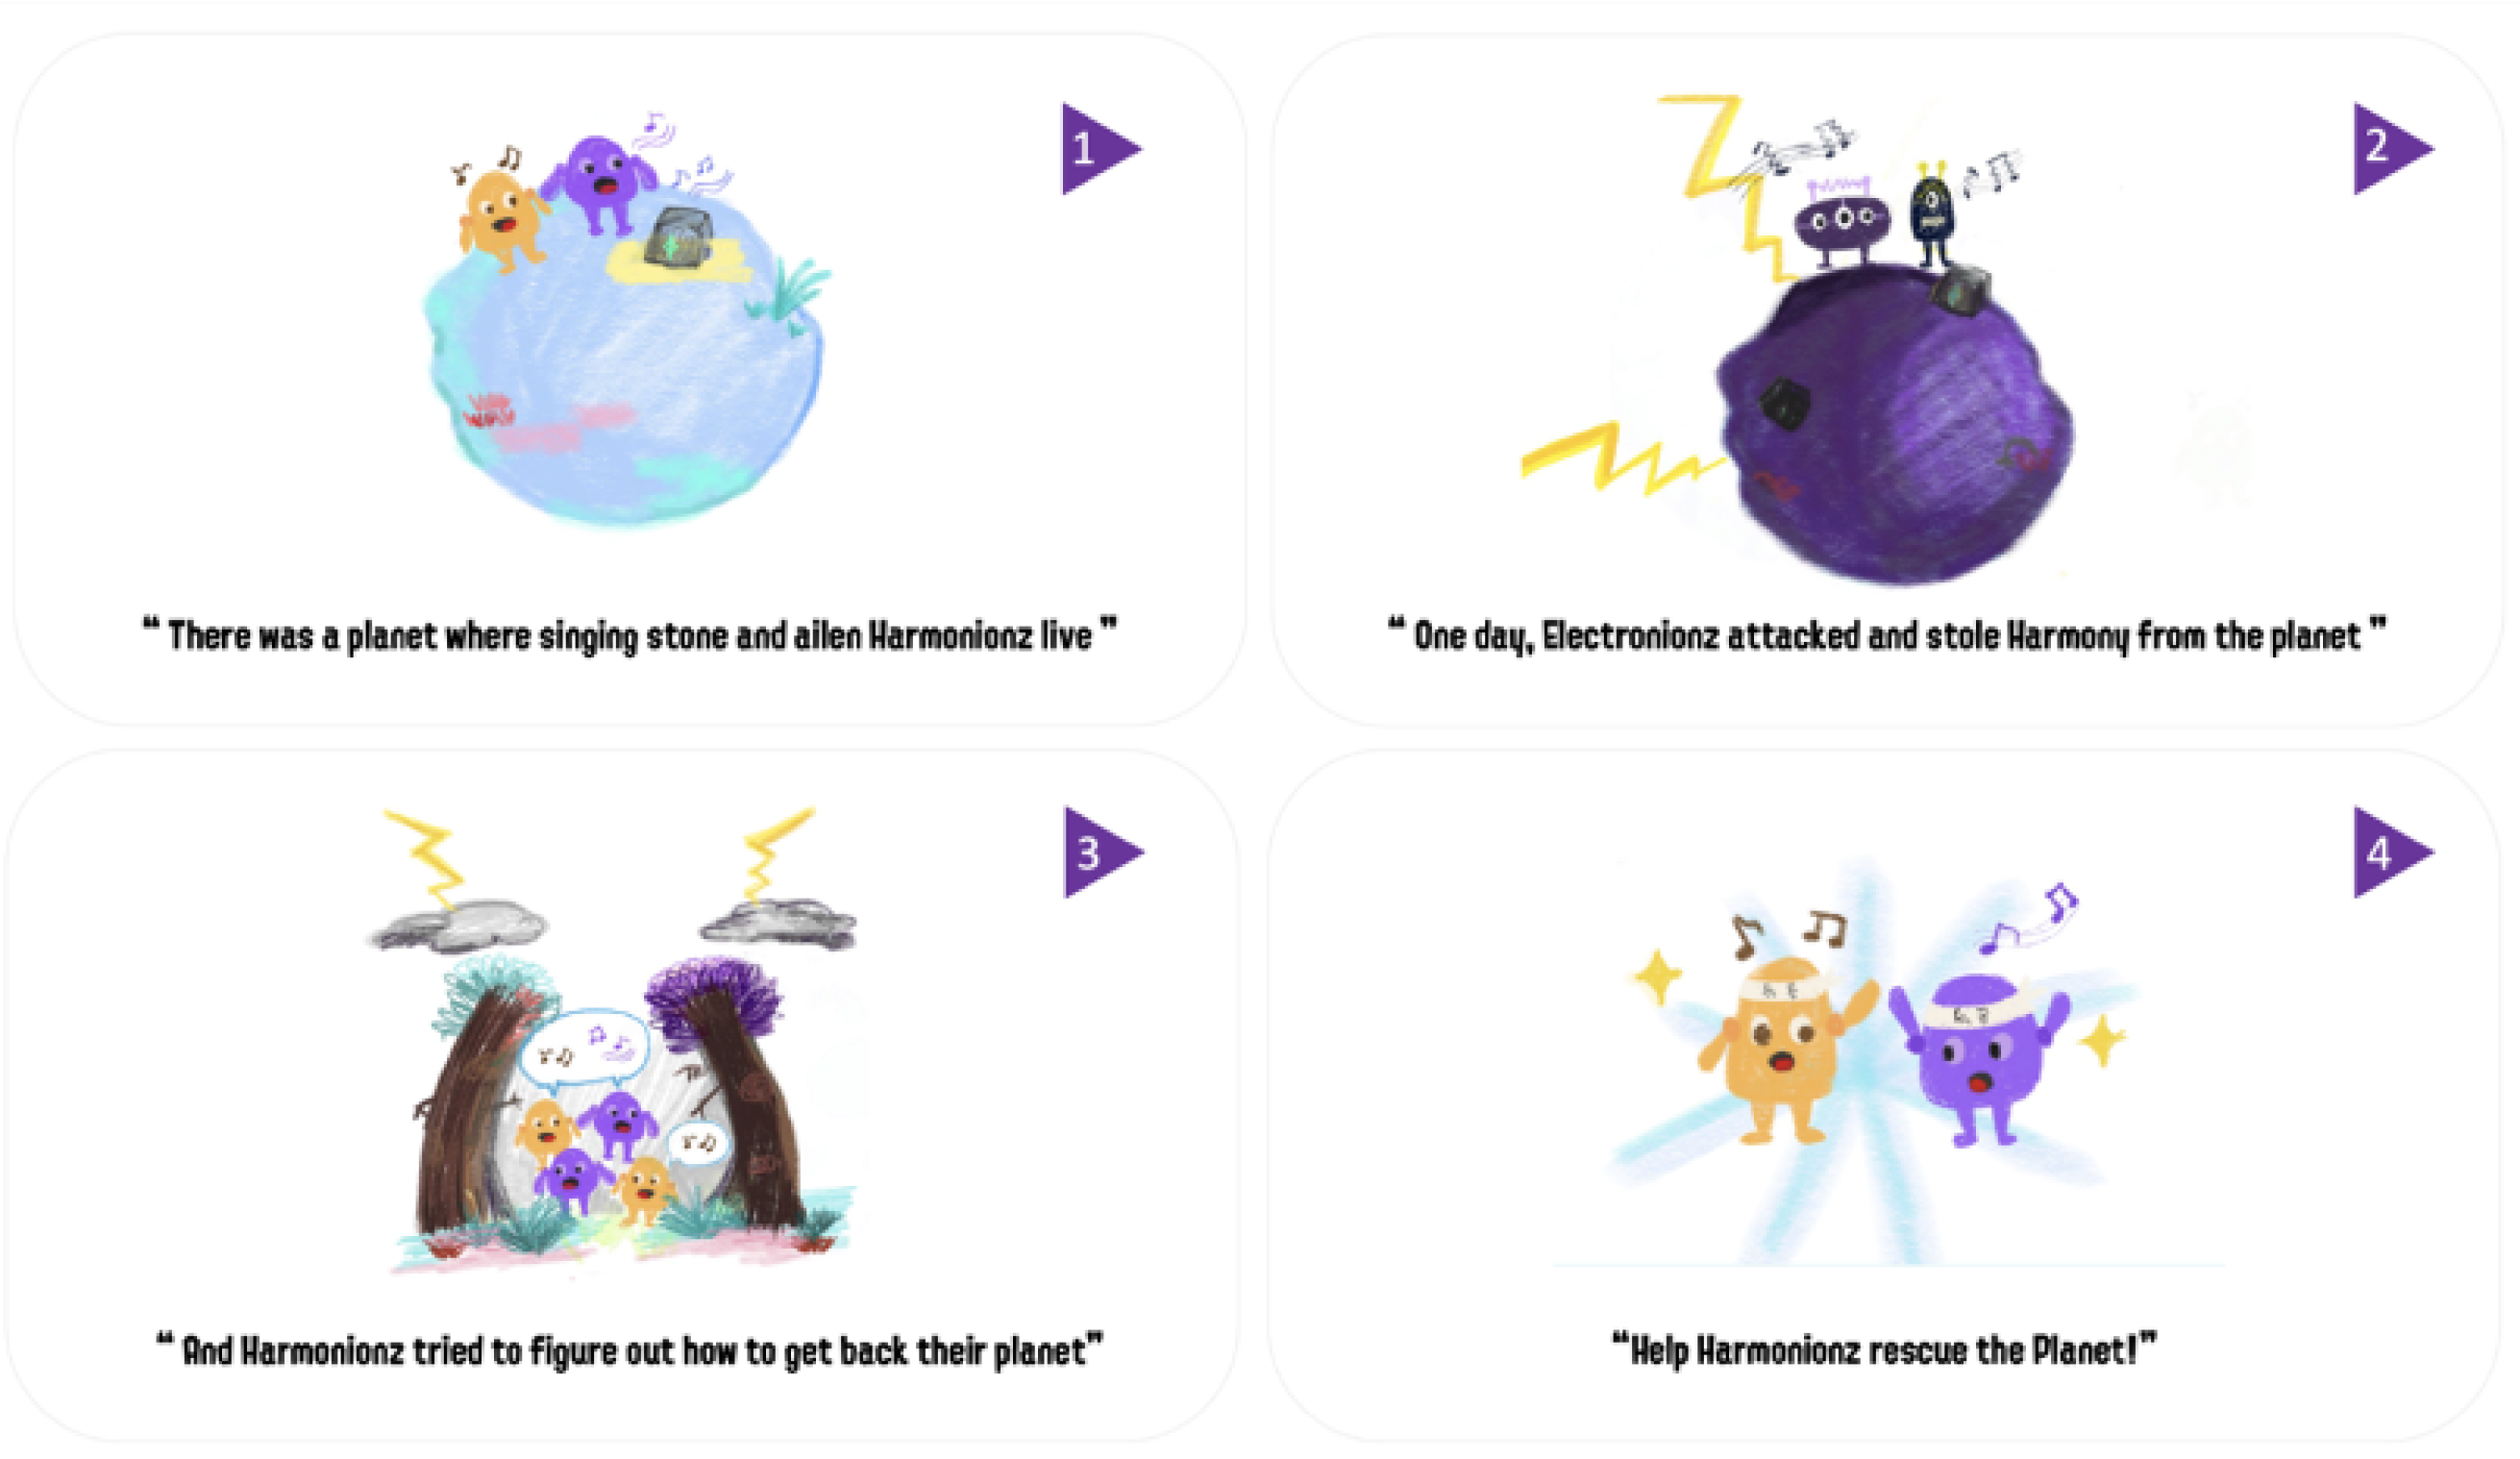 1
“ There was a planet where singing stone and ailen Harmonionz live ”
2
“ One day, Electronionz attacked and stole Harmony from the planet ”
3
“ And Harmonionz tried to figure out how to get back their planet”
4
“Help Harmonionz rescue the Planet!”